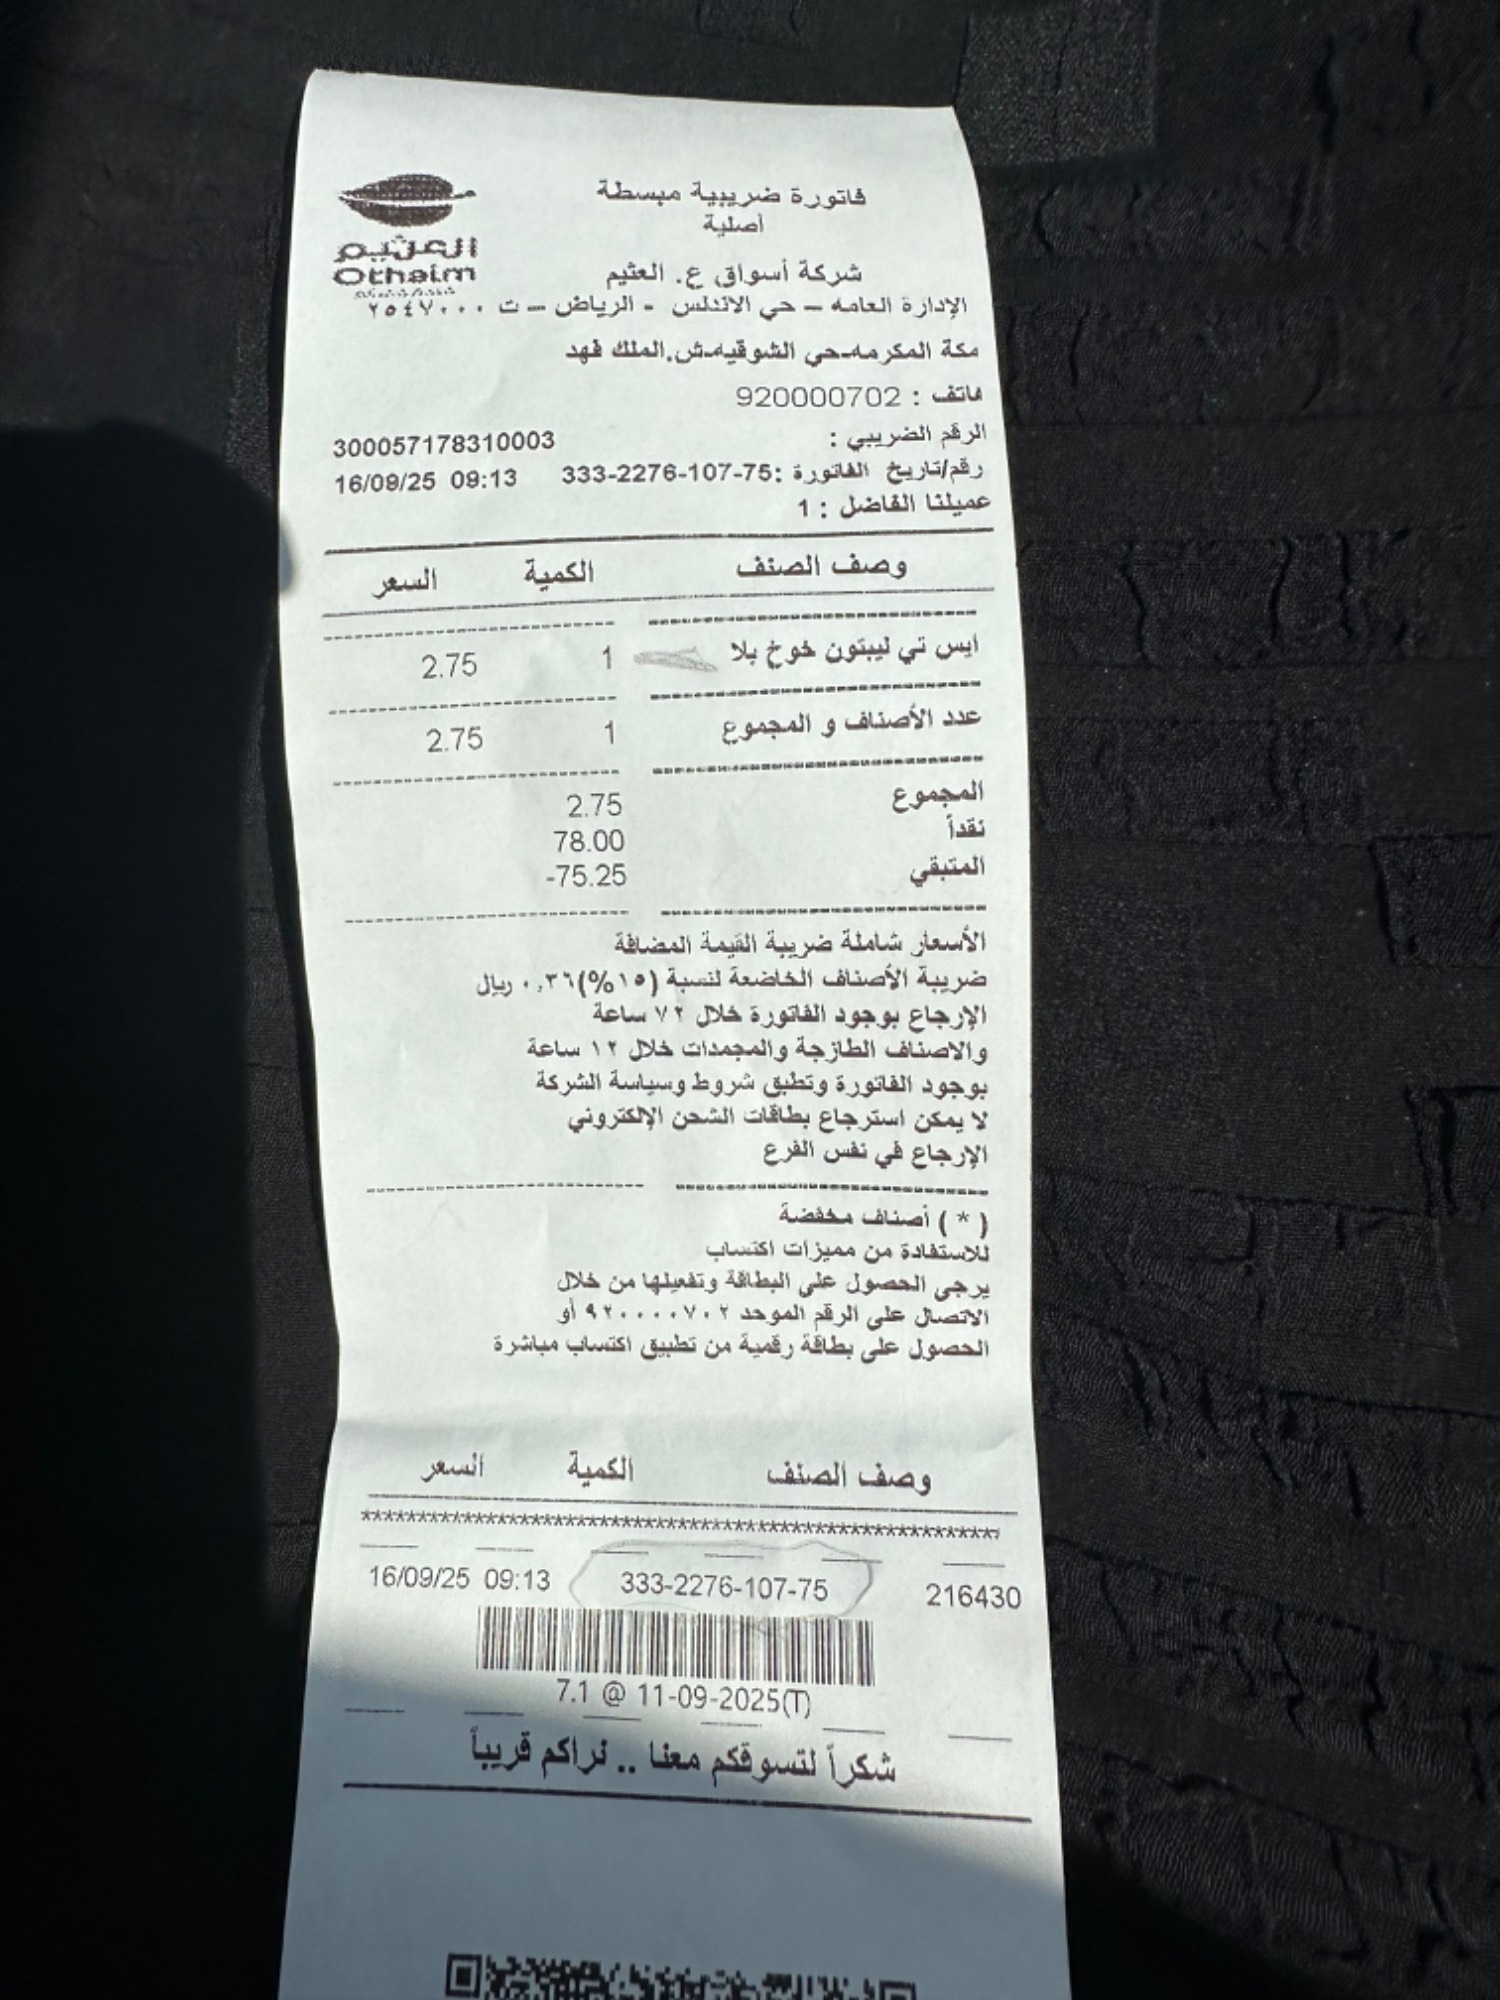 فاتورة ضريبية مبسطة
أصلية
العثيم
Othaim
شركة أسواق ع. العثيم
الإدارة العامه – حي الاندلس - الرياض – ت ٢٥٤٧٠٠٠
مكة المكرمه-حي الشوقيه-ش.الملك فهد
هاتف : 920000702
الرقم الضريبي : 300057178310003
رقم/تاريخ الفاتورة :333-2276-107-75 16/09/25 09:13
عميلنا الفاضل : 1
وصف الصنف الكمية السعر
ايس تي ليبتون خوخ بلا 1 2.75
عدد الأصناف و المجموع 1 2.75
المجموع 2.75
نقداً 78.00
المتبقي -75.25
الأسعار شاملة ضريبة القيمة المضافة
ضريبة الأصناف الخاضعة لنسبة (١٥%)٠,٣٦ ريال
الإرجاع بوجود الفاتورة خلال ٧٢ ساعة
والاصناف الطازجة والمجمدات خلال ١٢ ساعة
بوجود الفاتورة وتطبق شروط وسياسة الشركة
لا يمكن استرجاع بطاقات الشحن الإلكتروني
الإرجاع في نفس الفرع
( * ) أصناف مخفضة
للاستفادة من مميزات اكتساب
يرجى الحصول على البطاقة وتفعيلها من خلال
الاتصال على الرقم الموحد ٩٢٠٠٠٠٧٠٢ أو
الحصول على بطاقة رقمية من تطبيق اكتساب مباشرة
وصف الصنف الكمية السعر
216430 333-2276-107-75 16/09/25 09:13
7.1 @ 11-09-2025(T)
شكراً لتسوقكم معنا .. نراكم قريباً